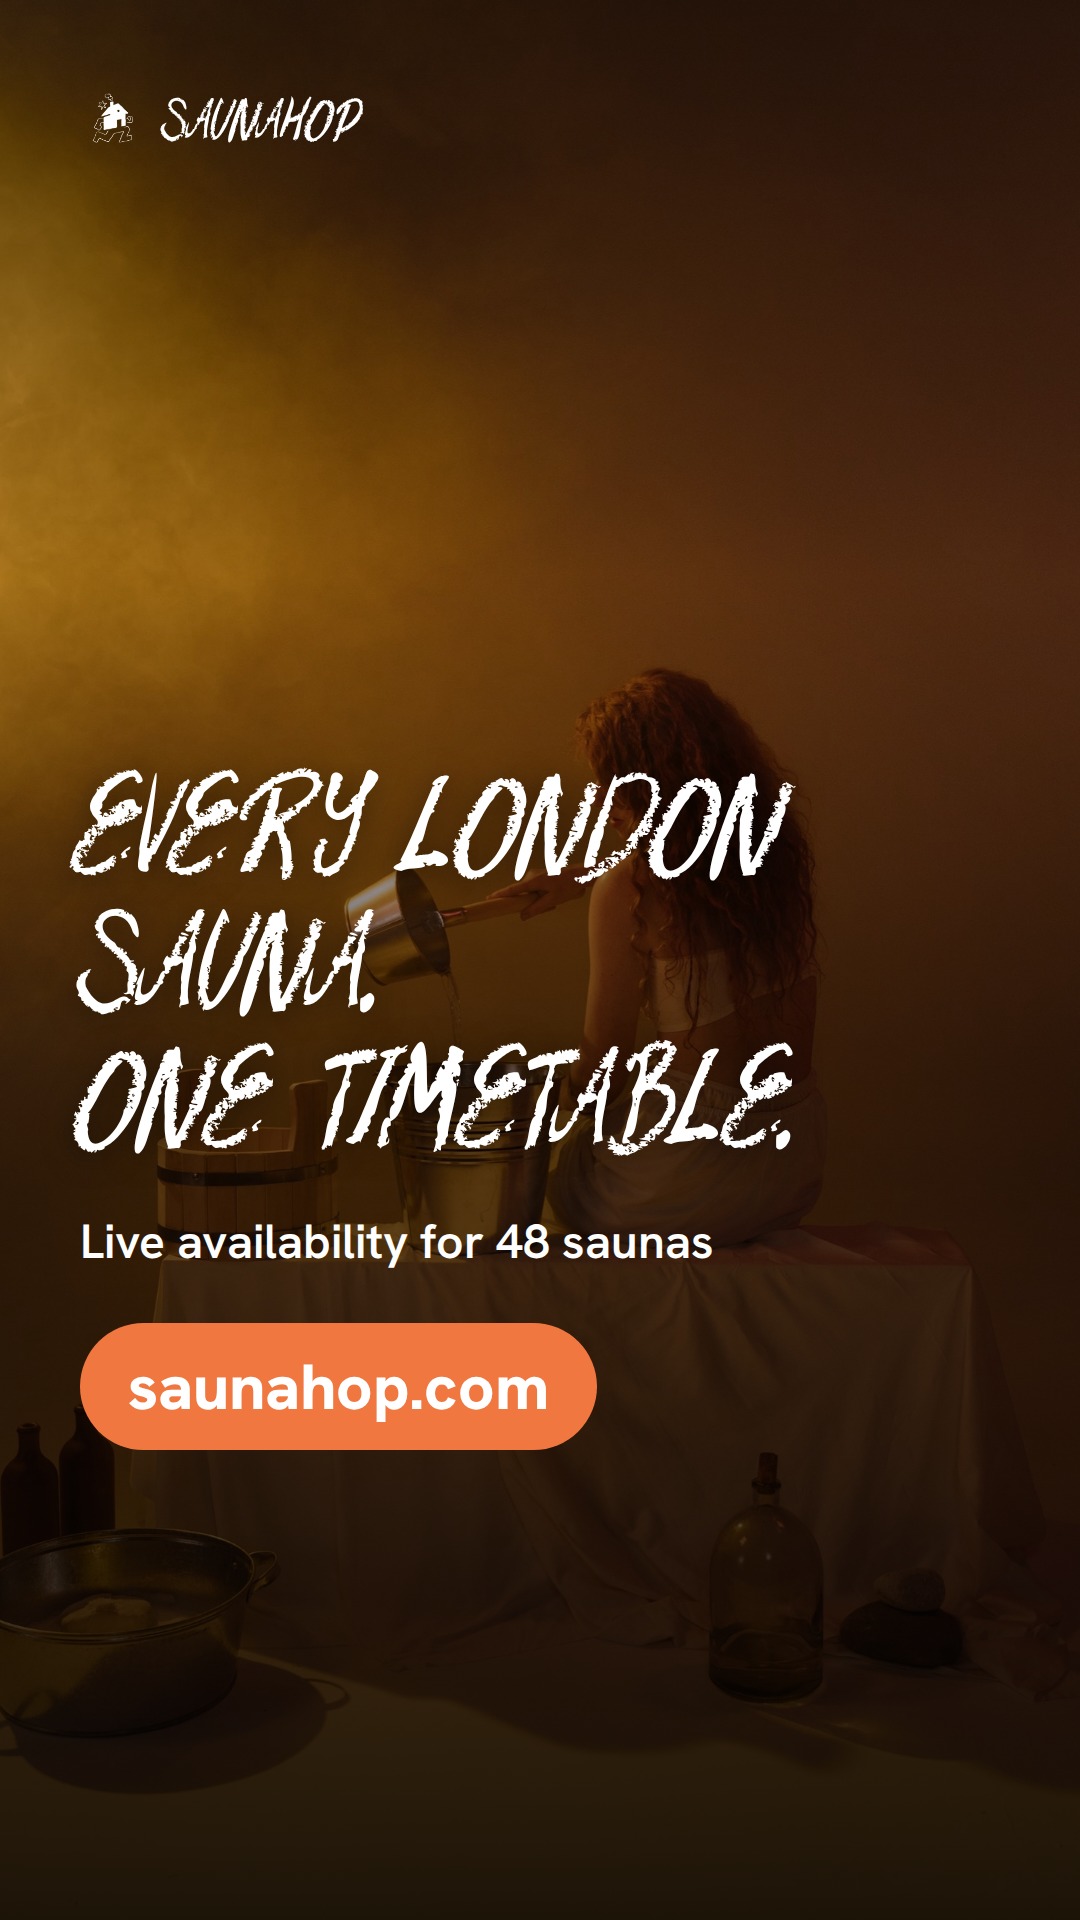 SAUNAHOP
EVERY LONDON
SAUNA.
ONE TIMETABLE.
Live availability for 48 saunas
saunahop.com